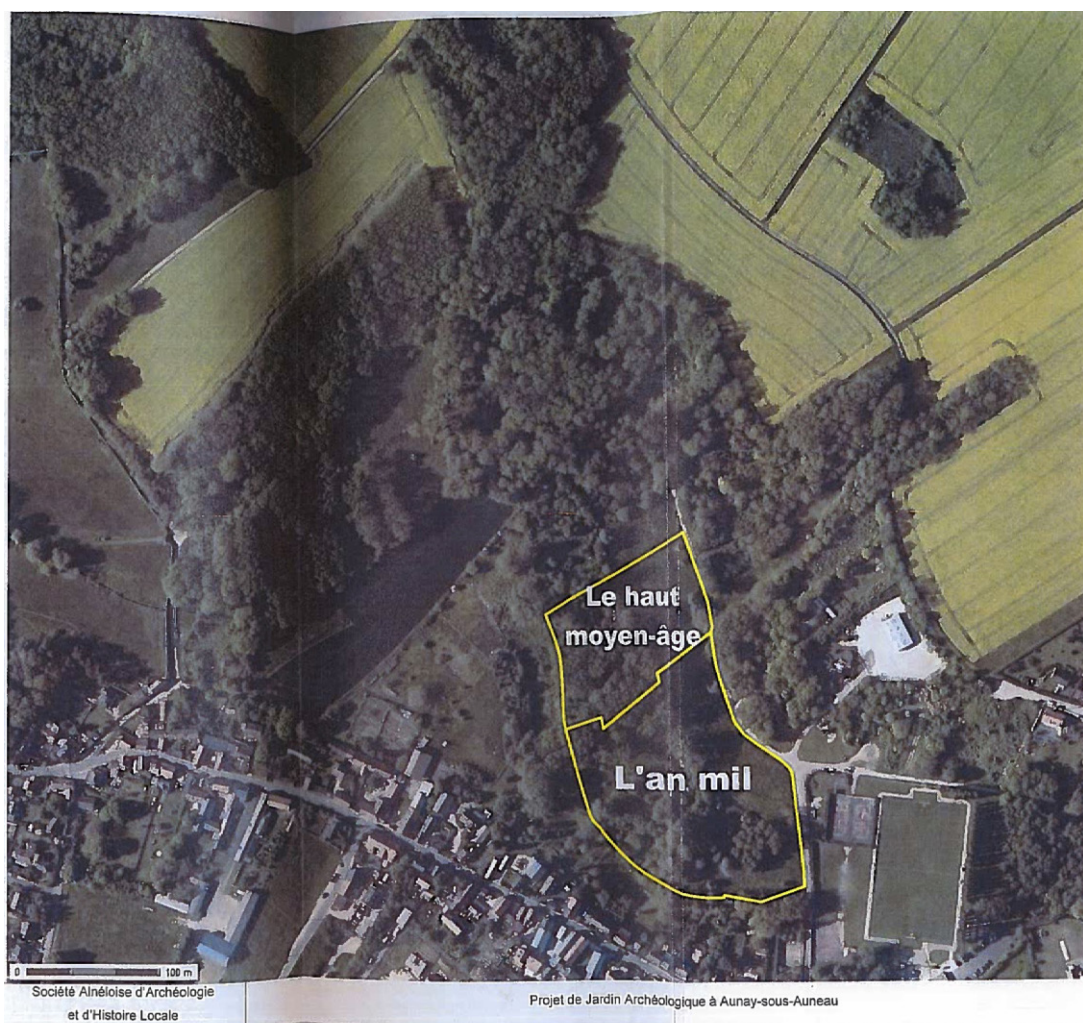 Le haut
moyen-âge
L'an mil
0 100 m
Société Alnéloise d'Archéologie
et d'Histoire Locale
Projet de Jardin Archéologique à Aunay-sous-Auneau